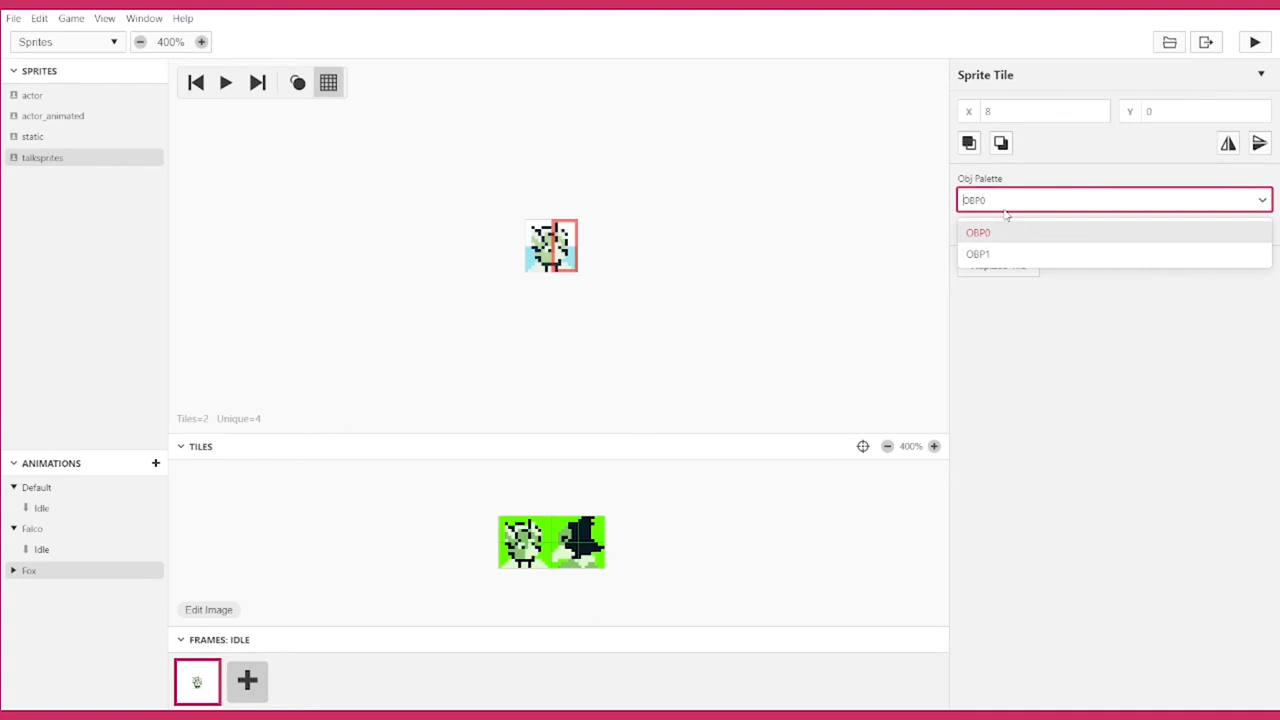 File Edit Game View Window Help
Sprites 400%
SPRITES
actor
actor_animated
static
talksprites
Tiles=2 Unique=4
ANIMATIONS
Default
Idle
Falco
Idle
Fox
TILES 400%
Edit Image
FRAMES: IDLE
Sprite Tile
X 8 Y 0
Obj Palette
OBP0
OBP0
OBP1